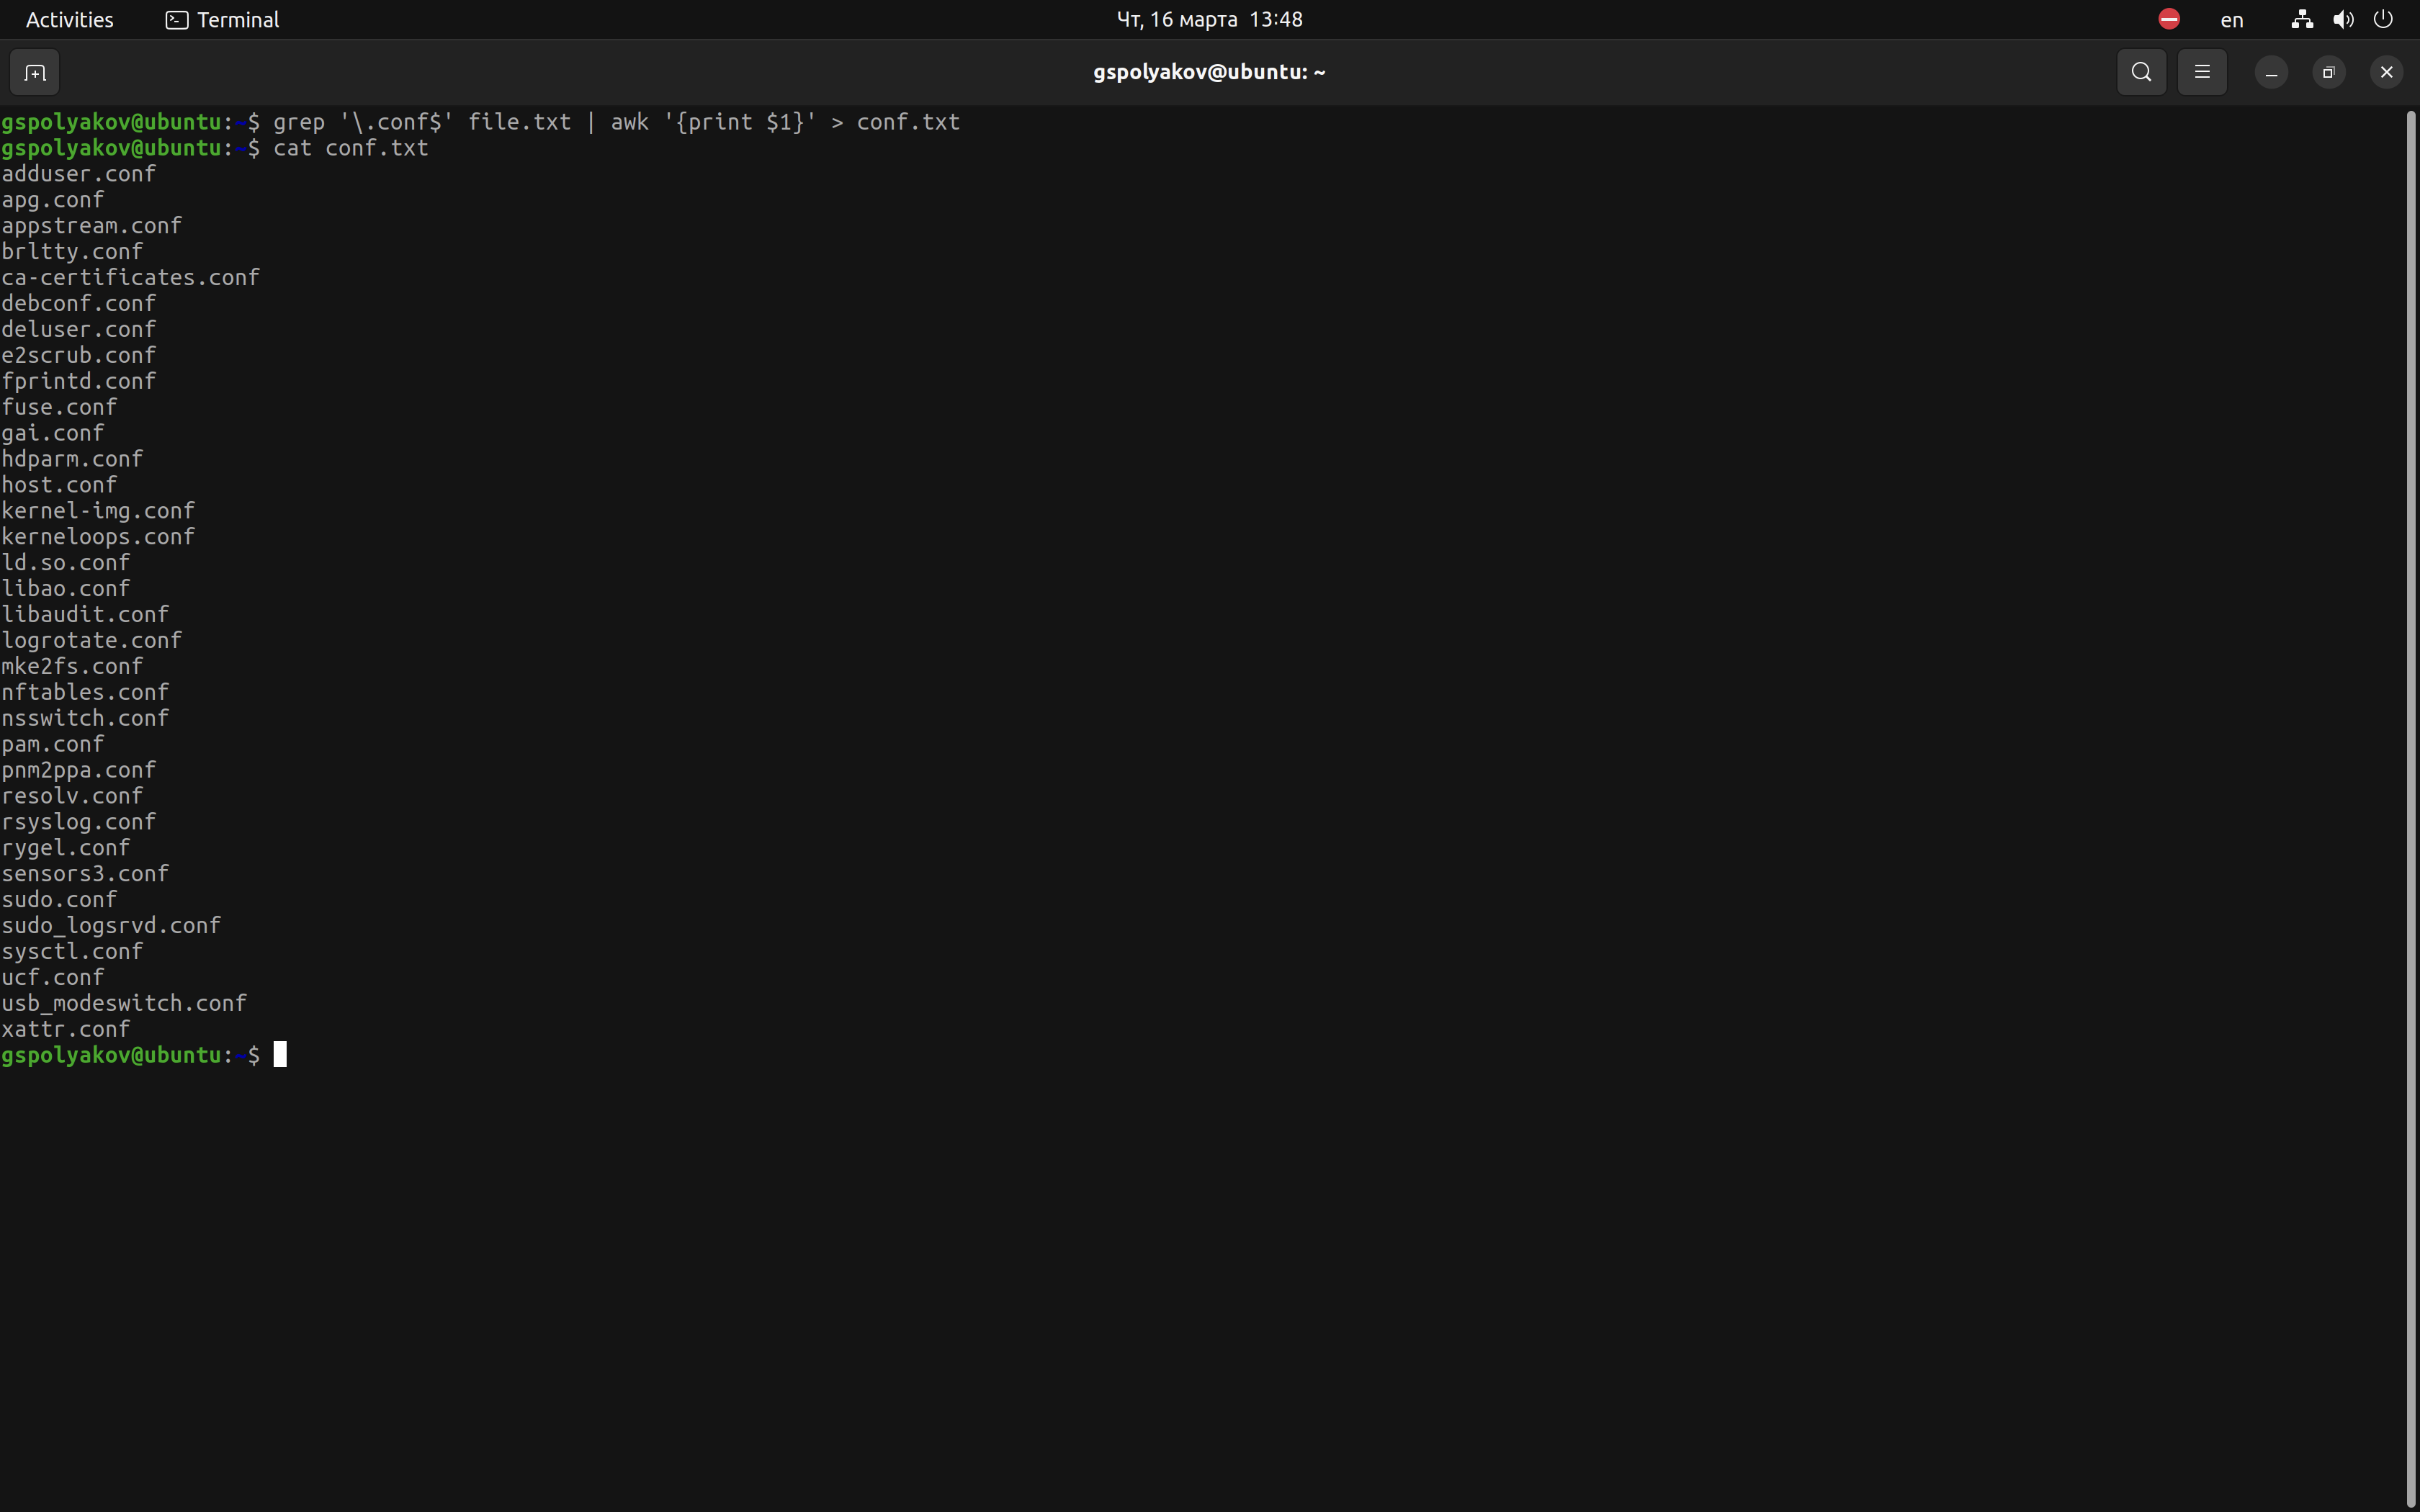 Activities Terminal Чт, 16 марта 13:48 en
gspolyakov@ubuntu: ~
gspolyakov@ubuntu:~$ grep '\.conf$' file.txt | awk '{print $1}' > conf.txt
gspolyakov@ubuntu:~$ cat conf.txt
adduser.conf
apg.conf
appstream.conf
brltty.conf
ca-certificates.conf
debconf.conf
deluser.conf
e2scrub.conf
fprintd.conf
fuse.conf
gai.conf
hdparm.conf
host.conf
kernel-img.conf
kerneloops.conf
ld.so.conf
libao.conf
libaudit.conf
logrotate.conf
mke2fs.conf
nftables.conf
nsswitch.conf
pam.conf
pnm2ppa.conf
resolv.conf
rsyslog.conf
rygel.conf
sensors3.conf
sudo.conf
sudo_logsrvd.conf
sysctl.conf
ucf.conf
usb_modeswitch.conf
xattr.conf
gspolyakov@ubuntu:~$